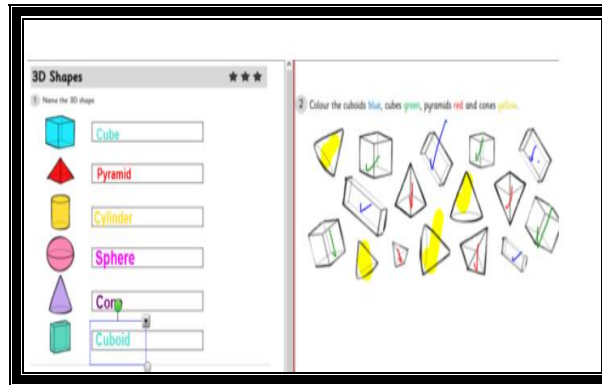 3D Shapes
1 Name the 3D shape.
Cube
Pyramid
Cylinder
Sphere
Cone
Cuboid
2 Colour the cuboids blue, cubes green, pyramids red and cones yellow.